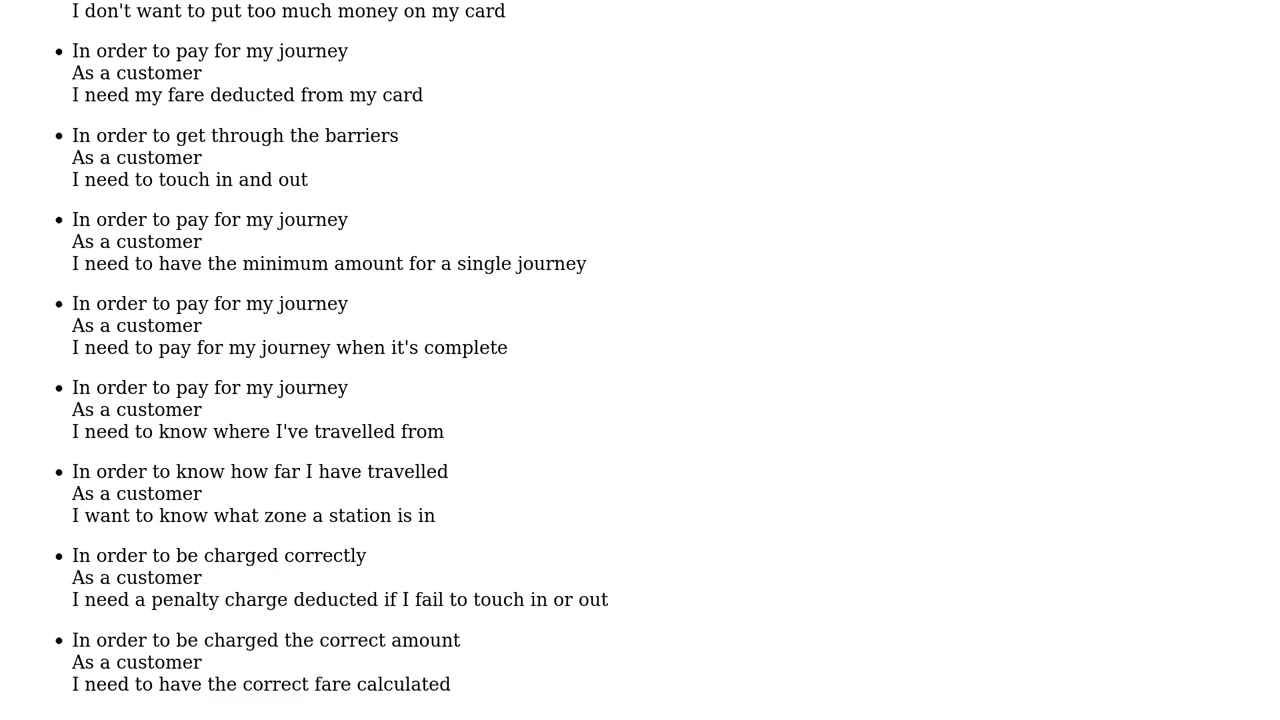 I don't want to put too much money on my card
In order to pay for my journey
As a customer
I need my fare deducted from my card
In order to get through the barriers
As a customer
I need to touch in and out
In order to pay for my journey
As a customer
I need to have the minimum amount for a single journey
In order to pay for my journey
As a customer
I need to pay for my journey when it's complete
In order to pay for my journey
As a customer
I need to know where I've travelled from
In order to know how far I have travelled
As a customer
I want to know what zone a station is in
In order to be charged correctly
As a customer
I need a penalty charge deducted if I fail to touch in or out
In order to be charged the correct amount
As a customer
I need to have the correct fare calculated